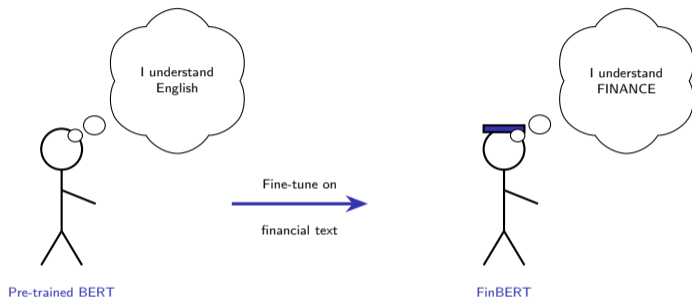 I understand
English
I understand
FINANCE
Fine-tune on
financial text
Pre-trained BERT
FinBERT